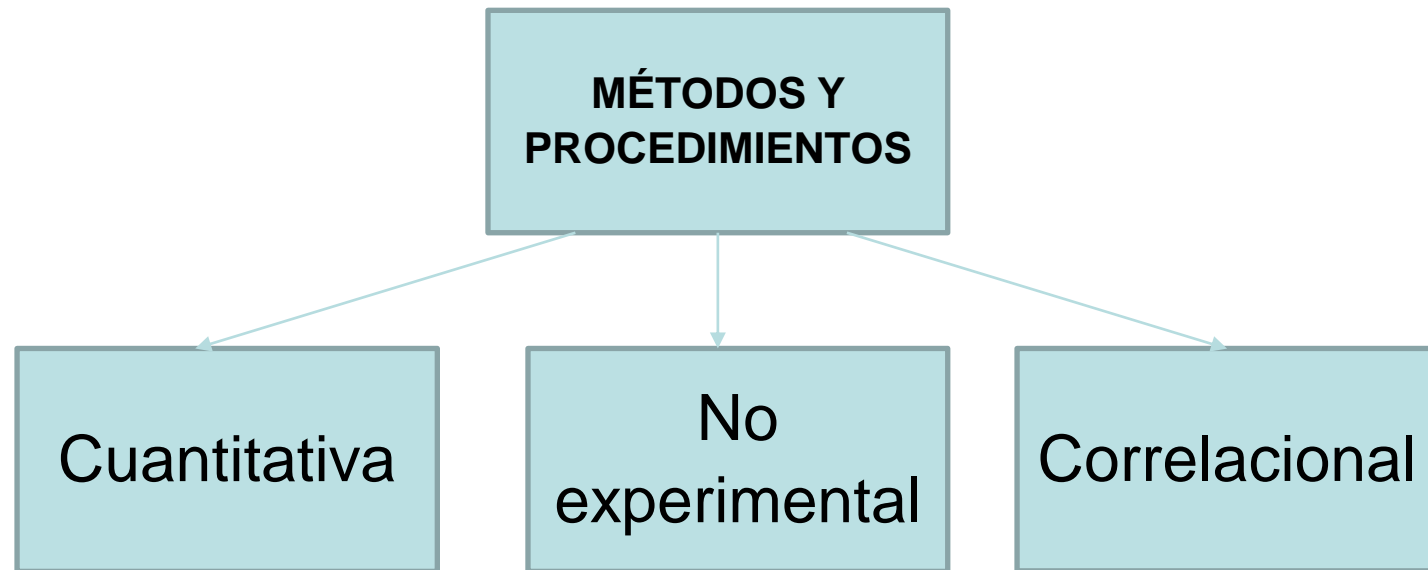 MÉTODOS Y
PROCEDIMIENTOS
Cuantitativa
No
experimental
Correlacional